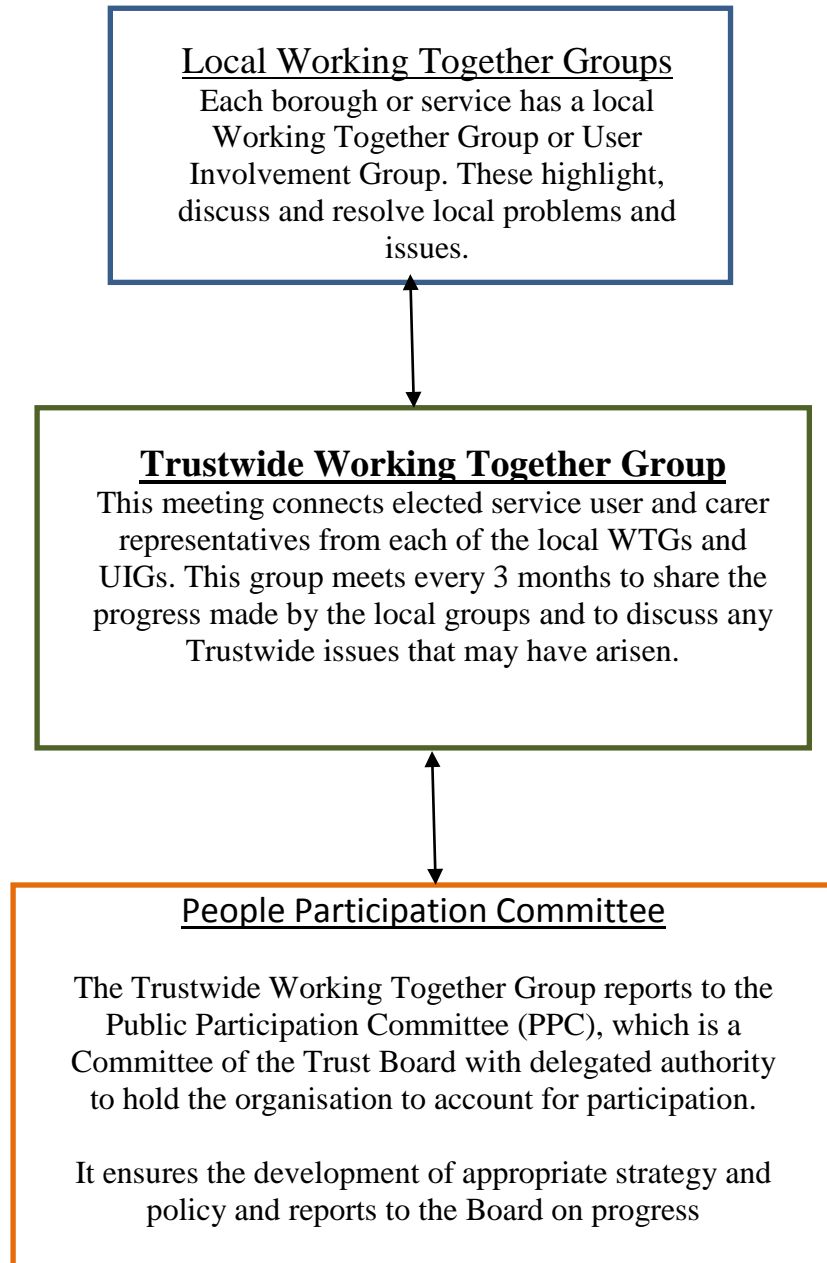 Local Working Together Groups
Each borough or service has a local
Working Together Group or User
Involvement Group. These highlight,
discuss and resolve local problems and
issues.
Trustwide Working Together Group
This meeting connects elected service user and carer
representatives from each of the local WTGs and
UIGs. This group meets every 3 months to share the
progress made by the local groups and to discuss any
Trustwide issues that may have arisen.
People Participation Committee
The Trustwide Working Together Group reports to the
Public Participation Committee (PPC), which is a
Committee of the Trust Board with delegated authority
to hold the organisation to account for participation.
It ensures the development of appropriate strategy and
policy and reports to the Board on progress